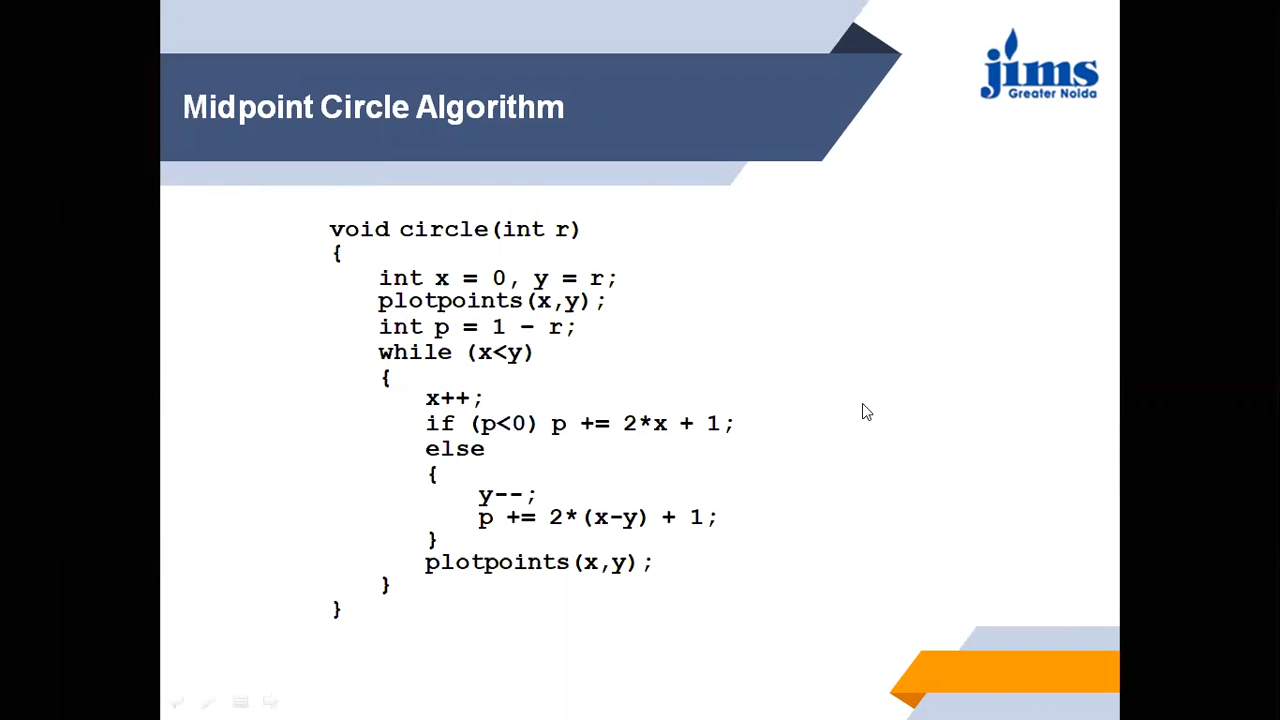 jims
Greater Noida
Midpoint Circle Algorithm
void circle(int r)
{
int x = 0, y = r;
plotpoints(x,y);
int p = 1 – r;
while (x<y)
{
x++;
if (p<0) p += 2*x + 1;
else
{
y--;
p += 2*(x-y) + 1;
}
plotpoints(x,y);
}
}